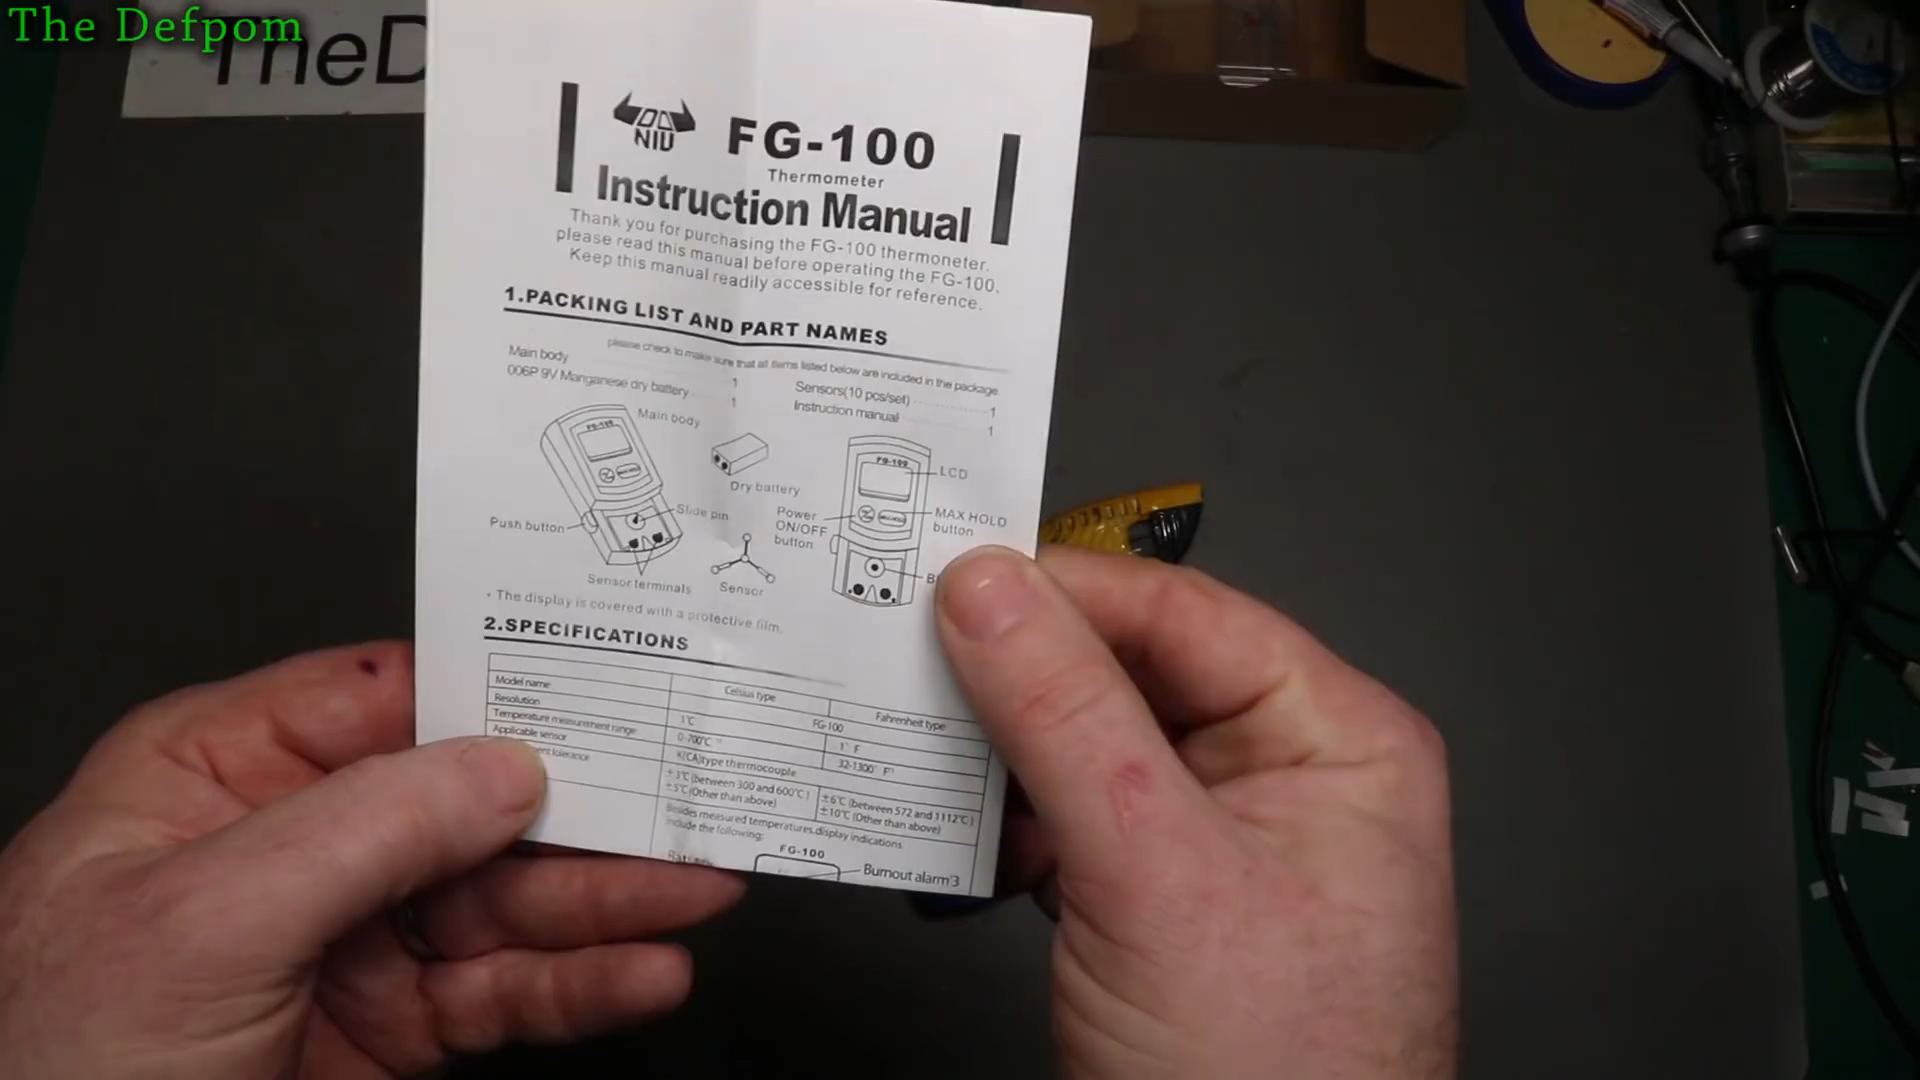 The Defpom
TheD
NIU
FG-100
Thermometer
Instruction Manual
Thank you for purchasing the FG-100 thermometer.
please read this manual before operating the FG-100.
Keep this manual readily accessible for reference.
1.PACKING LIST AND PART NAMES
please check to make sure that all items listed below are included in the package
Main body 1
006P 9V Manganese dry battery 1
Sensors(10 pcs/set) 1
Instruction manual 1
Main body
FG-100
Dry battery
Push button
Slide pin
Sensor terminals
Sensor
FG-100
LCD
Power
ON/OFF
button
MAX HOLD
button
B
• The display is covered with a protective film.
2.SPECIFICATIONS
Celsius type Fahrenheit type
Model name FG-100
Resolution 1℃ 1° F
Temperature measurement range 0-700℃ 32-1300° F
Applicable sensor K(CA)type thermocouple
ent tolerance ±3℃(between 300 and 600℃) ±6℃ (between 572 and 1112℃)
±5℃(Other than above) ±10℃(Other than above)
Besides measured temperatures,display indications
include the following:
FG-100
Burnout alarm*3